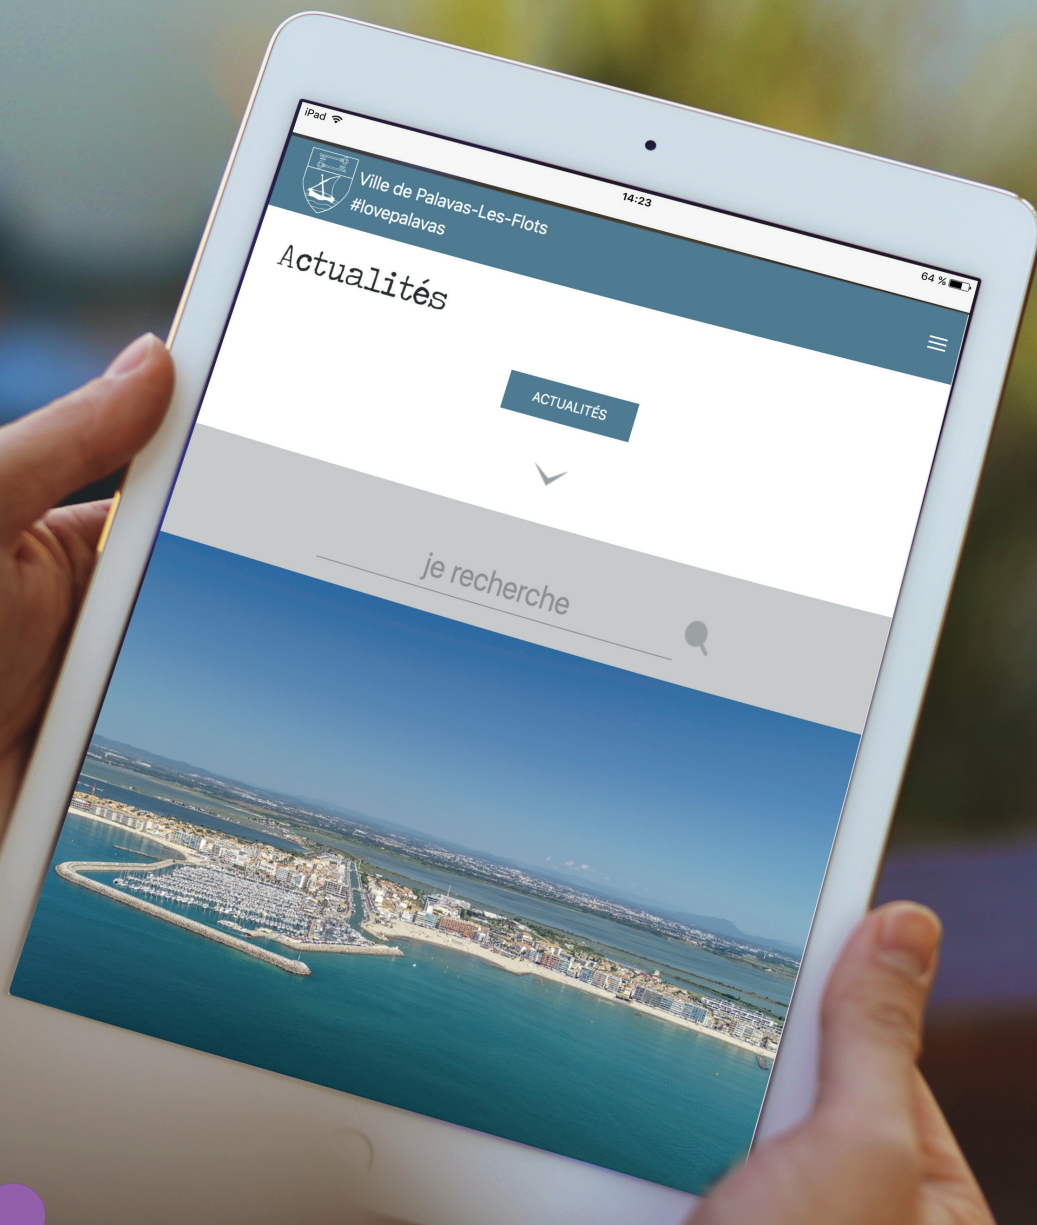 iPad
14:23
64 %
Ville de Palavas-Les-Flots
#lovepalavas
Actualités
ACTUALITÉS
je recherche